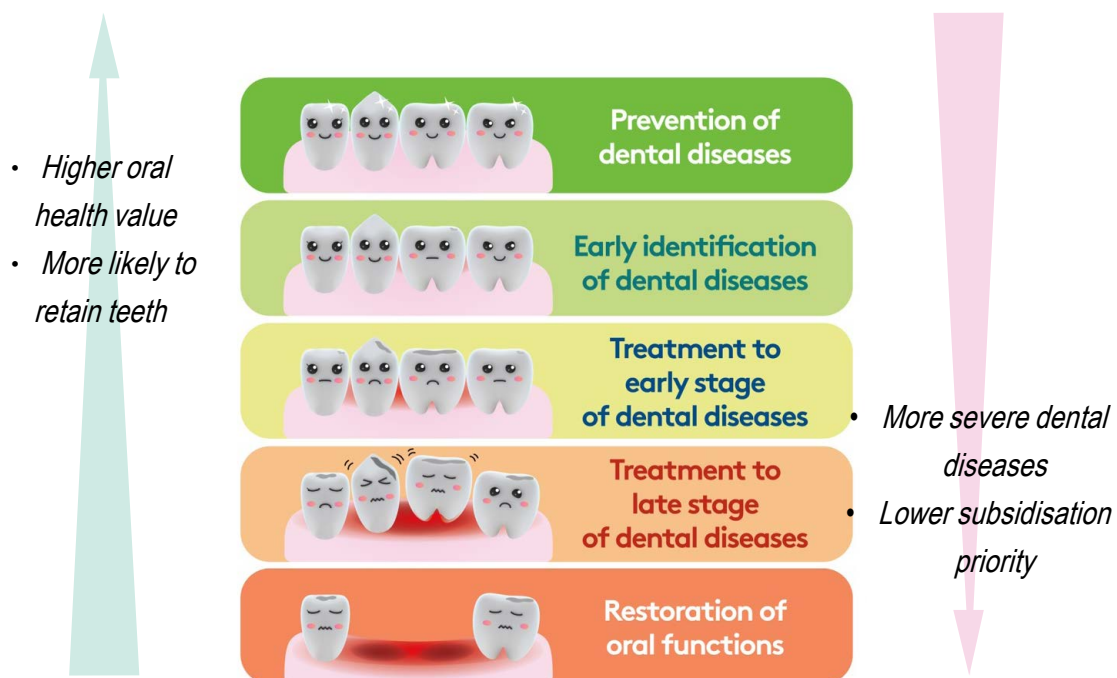 • Higher oral
health value
• More likely to
retain teeth
Prevention of
dental diseases
Early identification
of dental diseases
Treatment to
early stage
of dental diseases
Treatment to
late stage
of dental diseases
Restoration of
oral functions
• More severe dental
diseases
• Lower subsidisation
priority